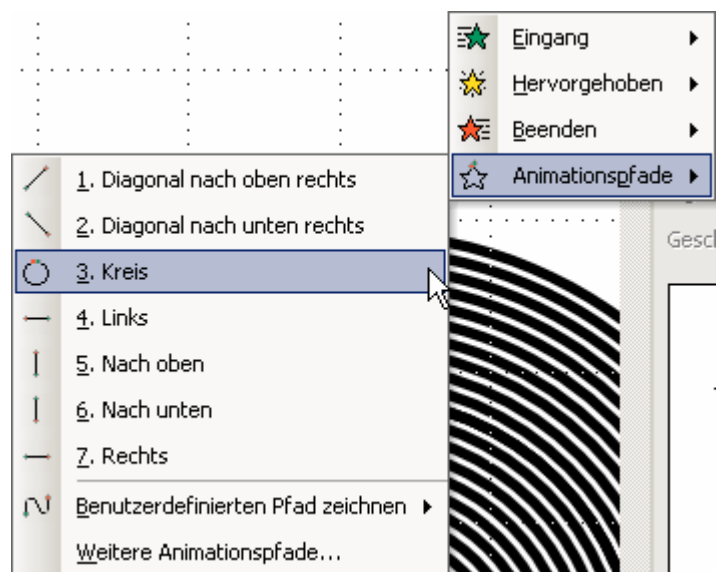 Eingang
Hervorgehoben
Beenden
Animationspfade
1. Diagonal nach oben rechts
2. Diagonal nach unten rechts
3. Kreis
4. Links
5. Nach oben
6. Nach unten
7. Rechts
Benutzerdefinierten Pfad zeichnen
Weitere Animationspfade...